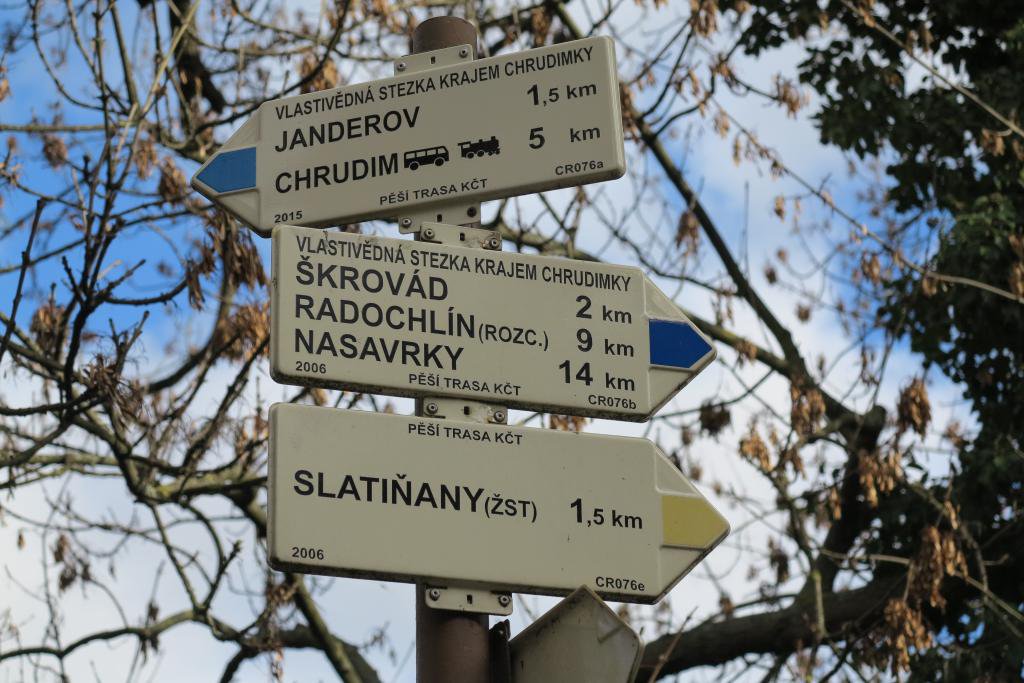 VLASTIVĚDNÁ STEZKA KRAJEM CHRUDIMKY
JANDEROV 1,5 km
CHRUDIM 5 km
2015 PĚŠÍ TRASA KČT CR076a
VLASTIVĚDNÁ STEZKA KRAJEM CHRUDIMKY
ŠKROVÁD 2 km
RADOCHLÍN (ROZC.) 9 km
NASAVRKY 14 km
2006 PĚŠÍ TRASA KČT CR076b
PĚŠÍ TRASA KČT
SLATIŇANY (ŽST) 1,5 km
2006 CR076e